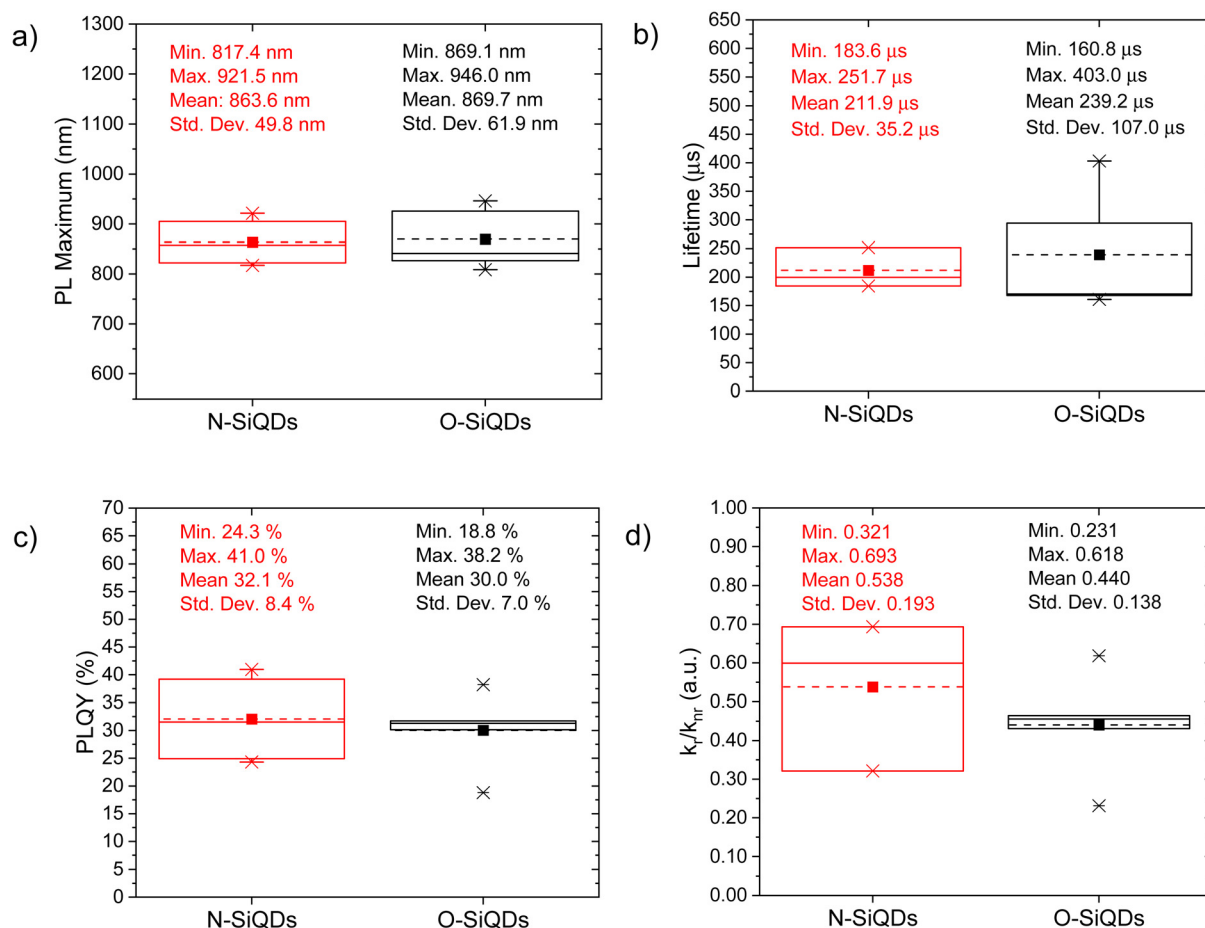 a)
PL Maximum (nm)
1300
1200
1100
1000
900
800
700
600
Min. 817.4 nm
Max. 921.5 nm
Mean: 863.6 nm
Std. Dev. 49.8 nm
Min. 869.1 nm
Max. 946.0 nm
Mean. 869.7 nm
Std. Dev. 61.9 nm
N-SiQDs
O-SiQDs
b)
Lifetime (μs)
650
600
550
500
450
400
350
300
250
200
150
100
50
0
Min. 183.6 μs
Max. 251.7 μs
Mean 211.9 μs
Std. Dev. 35.2 μs
Min. 160.8 μs
Max. 403.0 μs
Mean 239.2 μs
Std. Dev. 107.0 μs
N-SiQDs
O-SiQDs
c)
PLQY (%)
70
65
60
55
50
45
40
35
30
25
20
15
10
5
0
Min. 24.3 %
Max. 41.0 %
Mean 32.1 %
Std. Dev. 8.4 %
Min. 18.8 %
Max. 38.2 %
Mean 30.0 %
Std. Dev. 7.0 %
N-SiQDs
O-SiQDs
d)
kr/knr (a.u.)
1.00
0.90
0.80
0.70
0.60
0.50
0.40
0.30
0.20
0.10
0.00
Min. 0.321
Max. 0.693
Mean 0.538
Std. Dev. 0.193
Min. 0.231
Max. 0.618
Mean 0.440
Std. Dev. 0.138
N-SiQDs
O-SiQDs